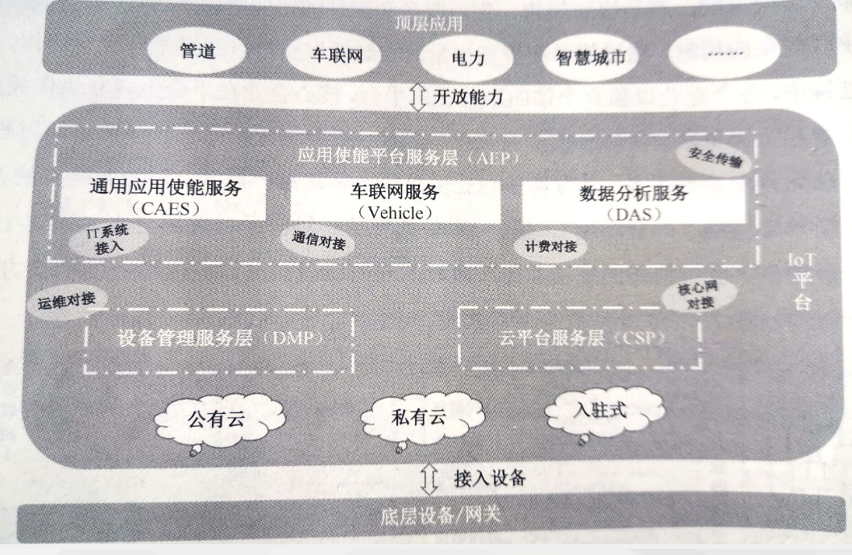 顶层应用
管道
车联网
电力
智慧城市
……
开放能力
应用使能平台服务层（AEP）
安全传输
通用应用使能服务
（CAES）
车联网服务
（Vehicle）
数据分析服务
（DAS）
IT系统
接入
通信对接
计费对接
IoT
平
台
运维对接
核心网
对接
设备管理服务层（DMP）
云平台服务层（CSP）
公有云
私有云
入驻式
接入设备
底层设备/网关